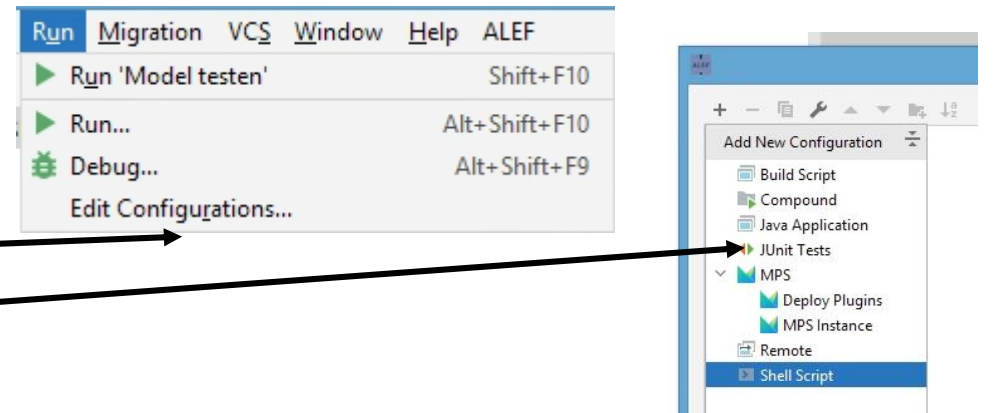 Run Migration VCS Window Help ALEF
Run 'Model testen' Shift+F10
Run... Alt+Shift+F10
Debug... Alt+Shift+F9
Edit Configurations...
ALEF
Add New Configuration
Build Script
Compound
Java Application
JUnit Tests
MPS
Deploy Plugins
MPS Instance
Remote
Shell Script